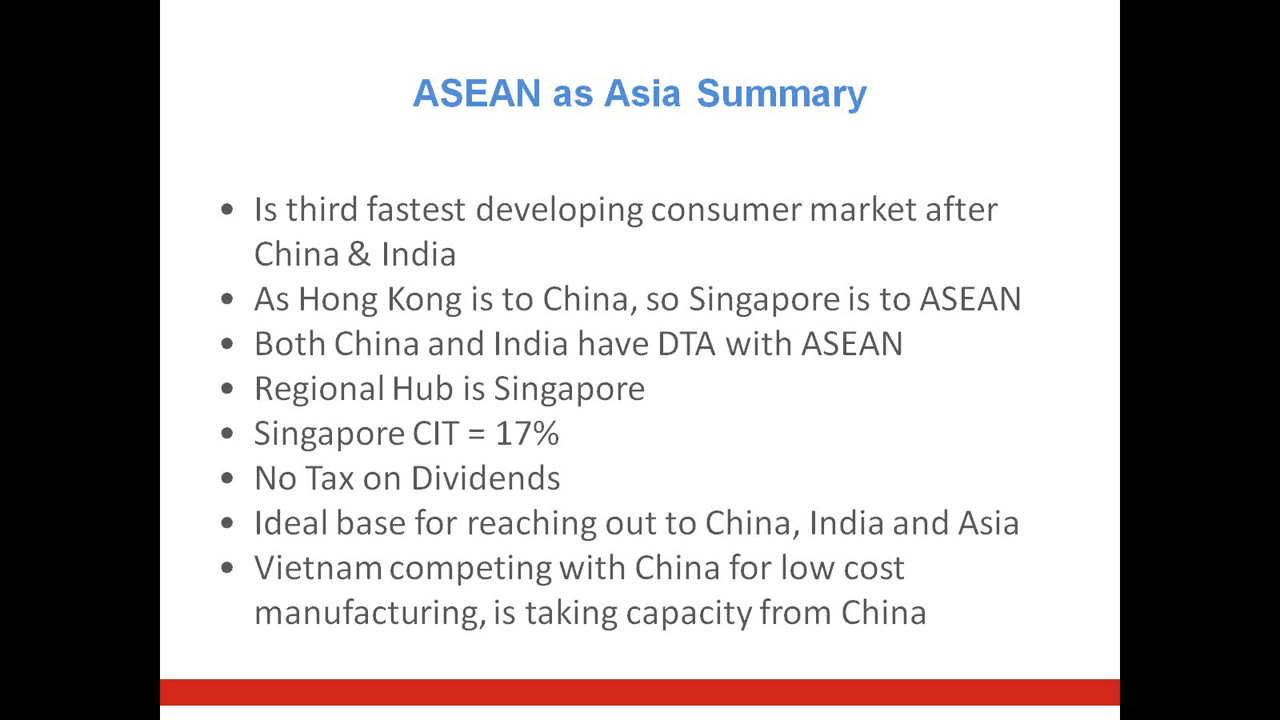 ASEAN as Asia Summary
• Is third fastest developing consumer market after
China & India
• As Hong Kong is to China, so Singapore is to ASEAN
• Both China and India have DTA with ASEAN
• Regional Hub is Singapore
• Singapore CIT = 17%
• No Tax on Dividends
• Ideal base for reaching out to China, India and Asia
• Vietnam competing with China for low cost
manufacturing, is taking capacity from China